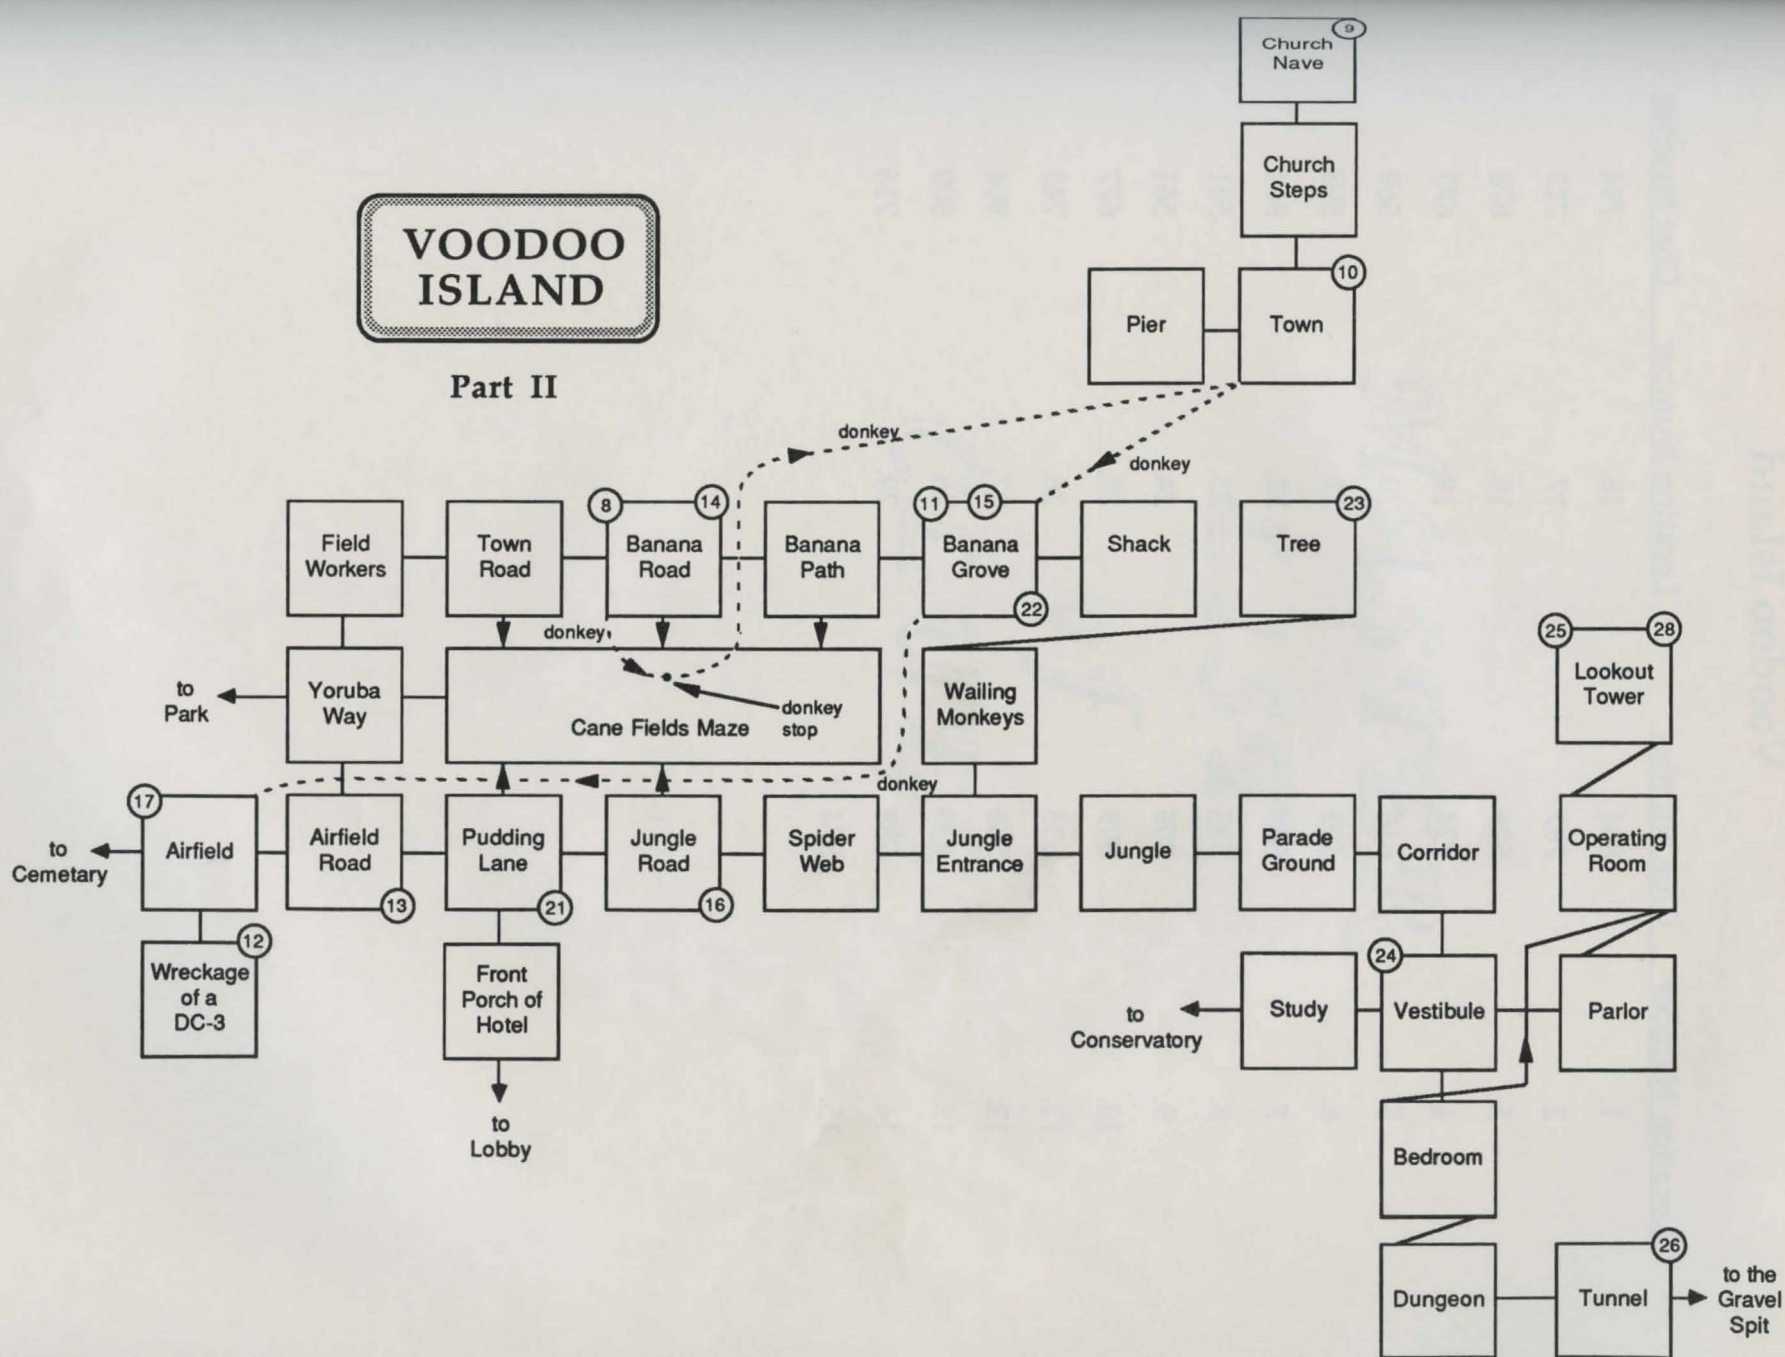 9
Church
Nave
Church
Steps
VOODOO
ISLAND
Part II
10
Pier
Town
donkey
donkey
8
14
11
15
23
Field
Workers
Town
Road
Banana
Road
Banana
Path
Banana
Grove
Shack
Tree
22
25
28
donkey
to
Park
Yoruba
Way
Cane Fields Maze
donkey
stop
Wailing
Monkeys
Lookout
Tower
donkey
17
to
Cemetary
Airfield
Airfield
Road
Pudding
Lane
Jungle
Road
Spider
Web
Jungle
Entrance
Jungle
Parade
Ground
Corridor
Operating
Room
13
21
16
12
Wreckage
of a
DC-3
Front
Porch of
Hotel
24
to
Conservatory
Study
Vestibule
Parlor
to
Lobby
Bedroom
26
Dungeon
Tunnel
to the
Gravel
Spit